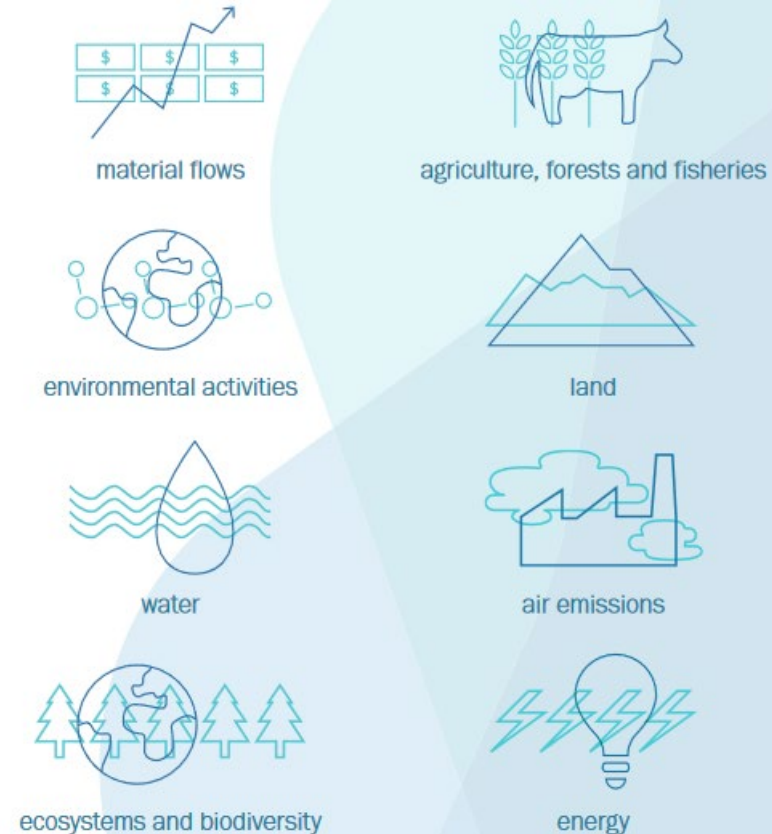 $ $ $
$ $ $
material flows
agriculture, forests and fisheries
environmental activities
land
water
air emissions
ecosystems and biodiversity
energy